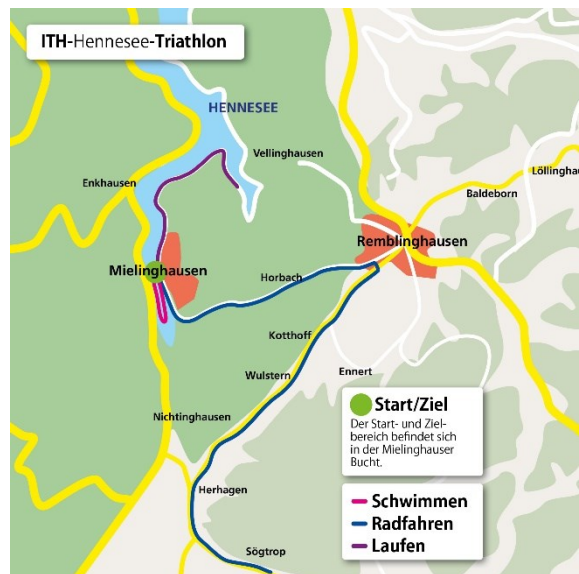 ITH-Hennesee-Triathlon
HENNESEE
Vellinghausen
Enkhausen
Löllingha
Baldeborn
Remblinghausen
Mielinghausen
Horbach
Kotthoff
Ennert
Wulstern
Nichtinghausen
Herhagen
Sögtrop
Start/Ziel
Der Start- und Ziel-
bereich befindet sich
in der Mielinghauser
Bucht.
Schwimmen
Radfahren
Laufen